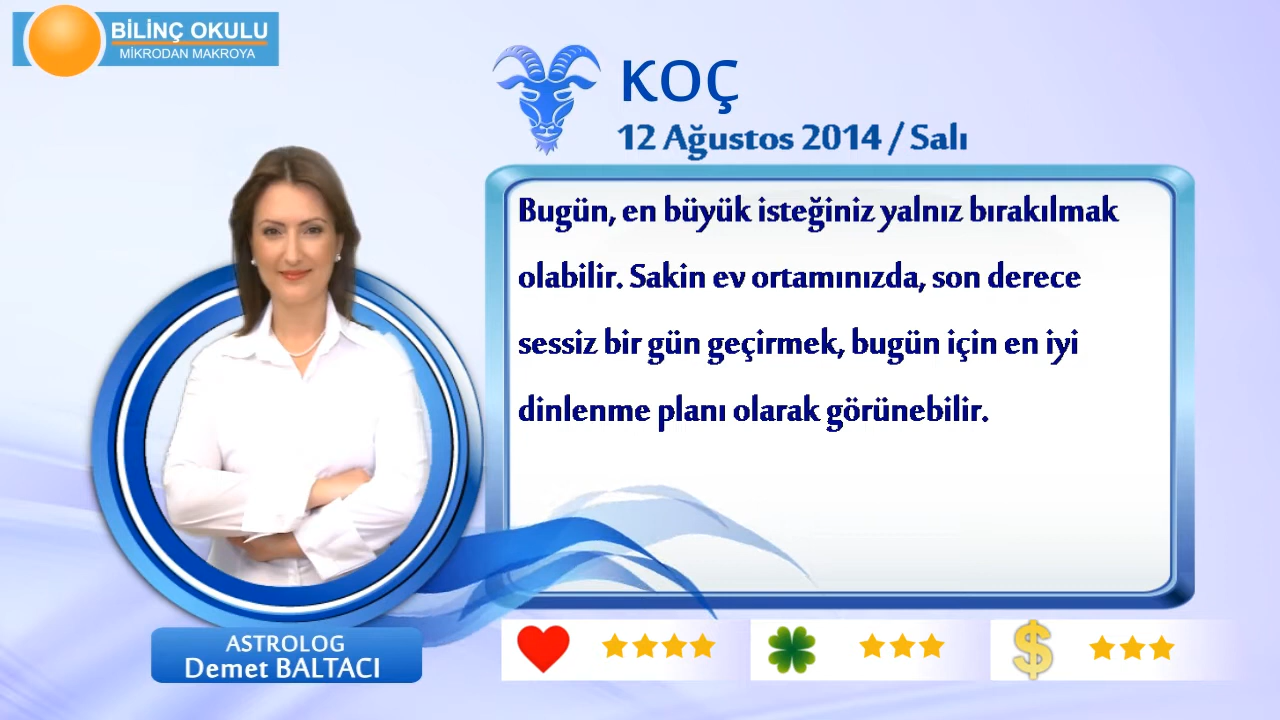 BİLİNÇ OKULU
MİKRODAN MAKROYA
KOÇ
12 Ağustos 2014 / Salı
Bugün, en büyük isteğiniz yalnız bırakılmak
olabilir. Sakin ev ortamınızda, son derece
sessiz bir gün geçirmek, bugün için en iyi
dinlenme planı olarak görünebilir.
ASTROLOG
Demet BALTACI
$